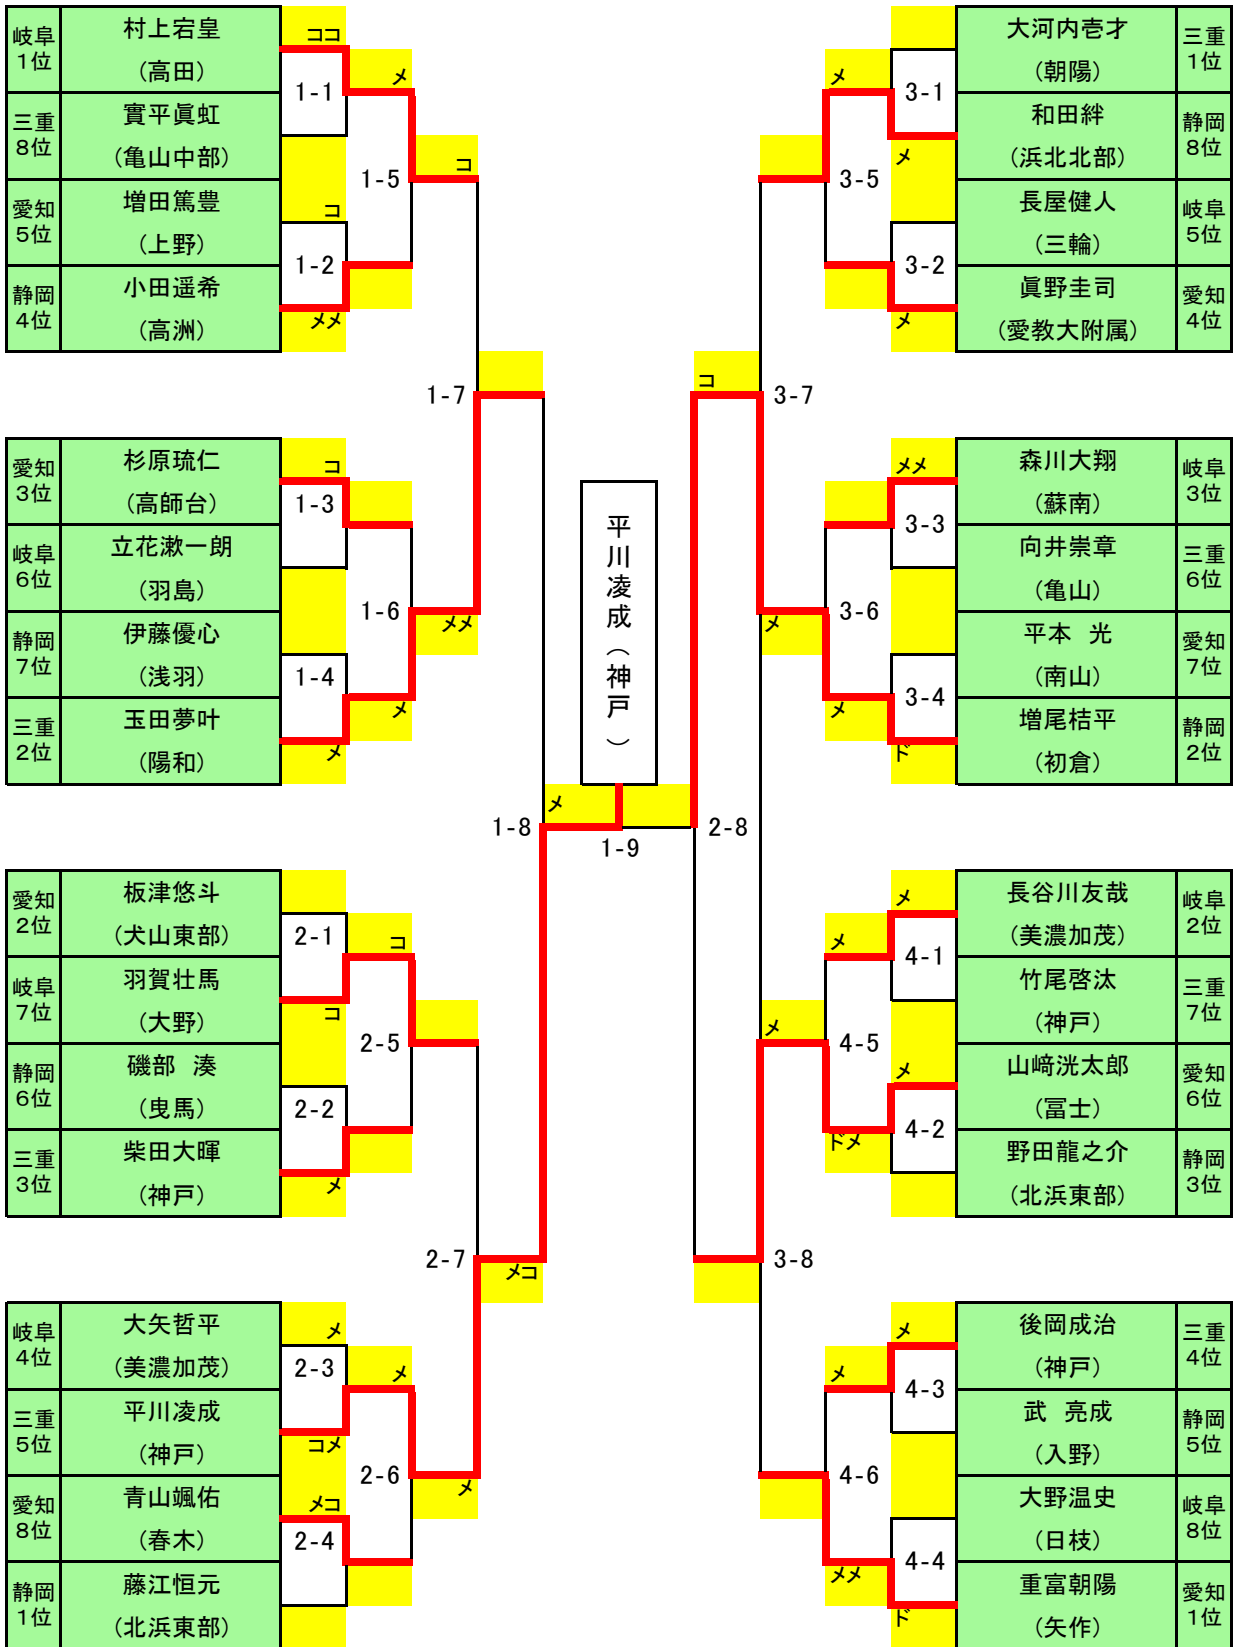 岐阜
1位
村上宕皇
（高田）
ココ
1-1
三重
8位
實平眞虹
（亀山中部）
メ
1-5
コ
愛知
5位
増田篤豊
（上野）
コ
1-2
静岡
4位
小田遥希
（高洲）
メメ
1-7
愛知
3位
杉原琉仁
（高師台）
コ
1-3
岐阜
6位
立花漱一朗
（羽島）
1-6
メメ
静岡
7位
伊藤優心
（浅羽）
1-4
メ
三重
2位
玉田夢叶
（陽和）
メ
1-8
メ
愛知
2位
板津悠斗
（犬山東部）
2-1
コ
岐阜
7位
羽賀壮馬
（大野）
コ
2-5
静岡
6位
磯部 湊
（曳馬）
2-2
三重
3位
柴田大暉
（神戸）
メ
2-7
メコ
岐阜
4位
大矢哲平
（美濃加茂）
メ
2-3
メ
三重
5位
平川凌成
（神戸）
コメ
2-6
メ
愛知
8位
青山颯佑
（春木）
メコ
2-4
静岡
1位
藤江恒元
（北浜東部）
平川凌成（神戸）
1-9
大河内壱才
（朝陽）
三重
1位
メ
3-1
和田絆
（浜北北部）
静岡
8位
メ
3-5
長屋健人
（三輪）
岐阜
5位
3-2
眞野圭司
（愛教大附属）
愛知
4位
メ
コ
3-7
森川大翔
（蘇南）
岐阜
3位
メメ
3-3
向井崇章
（亀山）
三重
6位
3-6
メ
平本 光
（南山）
愛知
7位
3-4
メ
増尾桔平
（初倉）
静岡
2位
ド
2-8
長谷川友哉
（美濃加茂）
岐阜
2位
メ
メ
4-1
竹尾啓汰
（神戸）
三重
7位
メ
4-5
山﨑洸太郎
（冨士）
愛知
6位
メ
4-2
ドメ
野田龍之介
（北浜東部）
静岡
3位
3-8
後岡成治
（神戸）
三重
4位
メ
メ
4-3
武 亮成
（入野）
静岡
5位
4-6
大野温史
（日枝）
岐阜
8位
4-4
メメ
重富朝陽
（矢作）
愛知
1位
ド